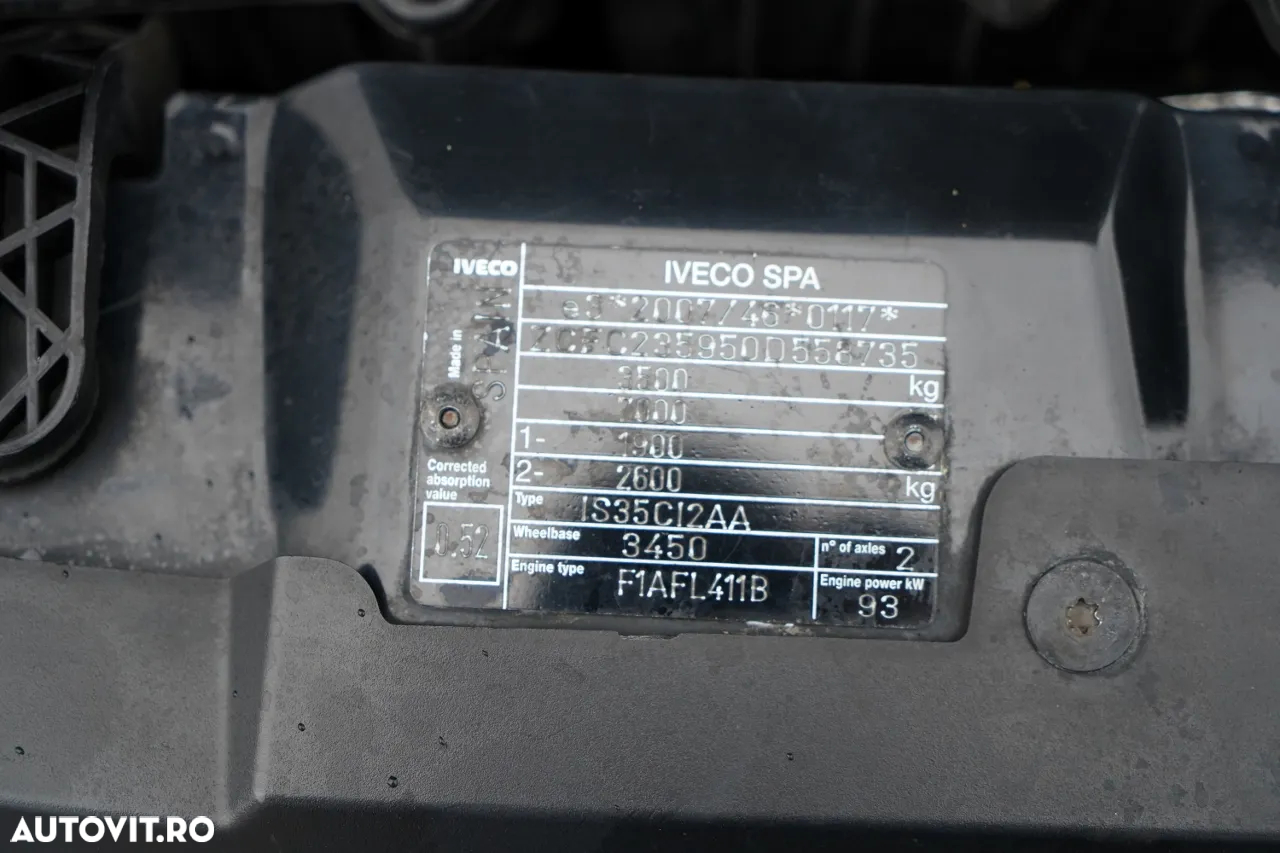 IVECO
IVECO SPA
e3*2007/46*0117*
ZCFC235950D558735
Made in
SPAIN
3500
kg
7000
1- 1900
2- 2600
kg
Corrected
absorption
value
0.52
Type
IS35CI2AA
Wheelbase
3450
n° of axles 2
Engine type
F1AFL411B
Engine power kW
93
AUTOVIT.RO